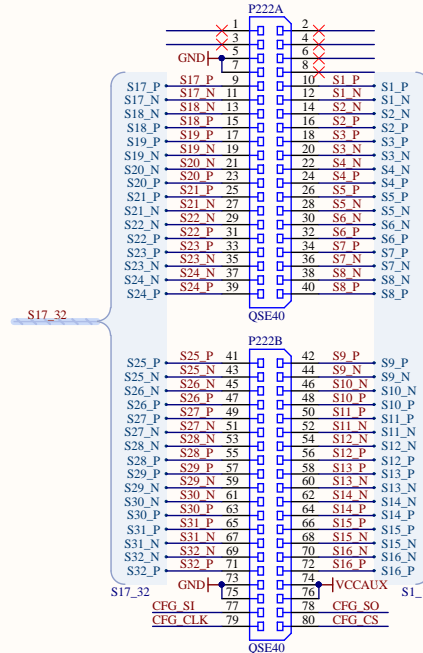 P222A
1 2
3 4
GND 5 6
7 8
S17_P S17_P 9 10 S1_P S1_P
S17_N S17_N 11 12 S1_N S1_N
S18_N S18_N 13 14 S2_N S2_N
S18_P S18_P 15 16 S2_P S2_P
S19_P S19_P 17 18 S3_P S3_P
S19_N S19_N 19 20 S3_N S3_N
S20_N S20_N 21 22 S4_N S4_N
S20_P S20_P 23 24 S4_P S4_P
S21_P S21_P 25 26 S5_P S5_P
S21_N S21_N 27 28 S5_N S5_N
S22_N S22_N 29 30 S6_N S6_N
S22_P S22_P 31 32 S6_P S6_P
S23_P S23_P 33 34 S7_P S7_P
S23_N S23_N 35 36 S7_N S7_N
S24_N S24_N 37 38 S8_N S8_N
S24_P S24_P 39 40 S8_P S8_P
QSE40
S17_32
P222B
S25_P S25_P 41 42 S9_P S9_P
S25_N S25_N 43 44 S9_N S9_N
S26_N S26_N 45 46 S10_N S10_N
S26_P S26_P 47 48 S10_P S10_P
S27_P S27_P 49 50 S11_P S11_P
S27_N S27_N 51 52 S11_N S11_N
S28_N S28_N 53 54 S12_N S12_N
S28_P S28_P 55 56 S12_P S12_P
S29_P S29_P 57 58 S13_P S13_P
S29_N S29_N 59 60 S13_N S13_N
S30_N S30_N 61 62 S14_N S14_N
S30_P S30_P 63 64 S14_P S14_P
S31_P S31_P 65 66 S15_P S15_P
S31_N S31_N 67 68 S15_N S15_N
S32_N S32_N 69 70 S16_N S16_N
S32_P S32_P 71 72 S16_P S16_P
GND 73 74 VCCAUX
S17_32 75 76 S1_
CFG_SI 77 78 CFG_SO
CFG_CLK 79 80 CFG_CS
QSE40